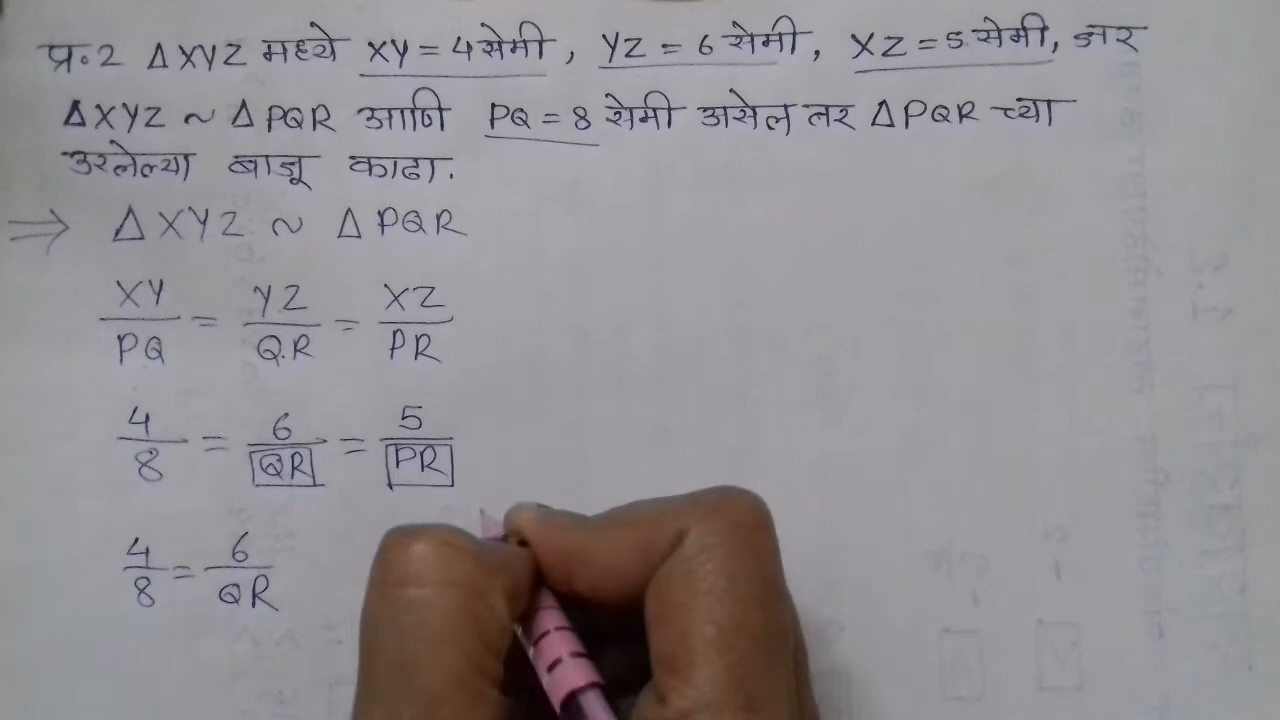 प्र.2 ΔXYZ मध्ये XY = 4 सेमी, YZ = 6 सेमी, XZ = 5 सेमी, जर
ΔXYZ ~ ΔPQR आणि PQ = 8 सेमी असेल तर ΔPQR च्या
उरलेल्या बाजू काढा.
⇒ ΔXYZ ~ ΔPQR
XY/PQ = YZ/QR = XZ/PR
4/8 = 6/QR = 5/PR
4/8 = 6/QR